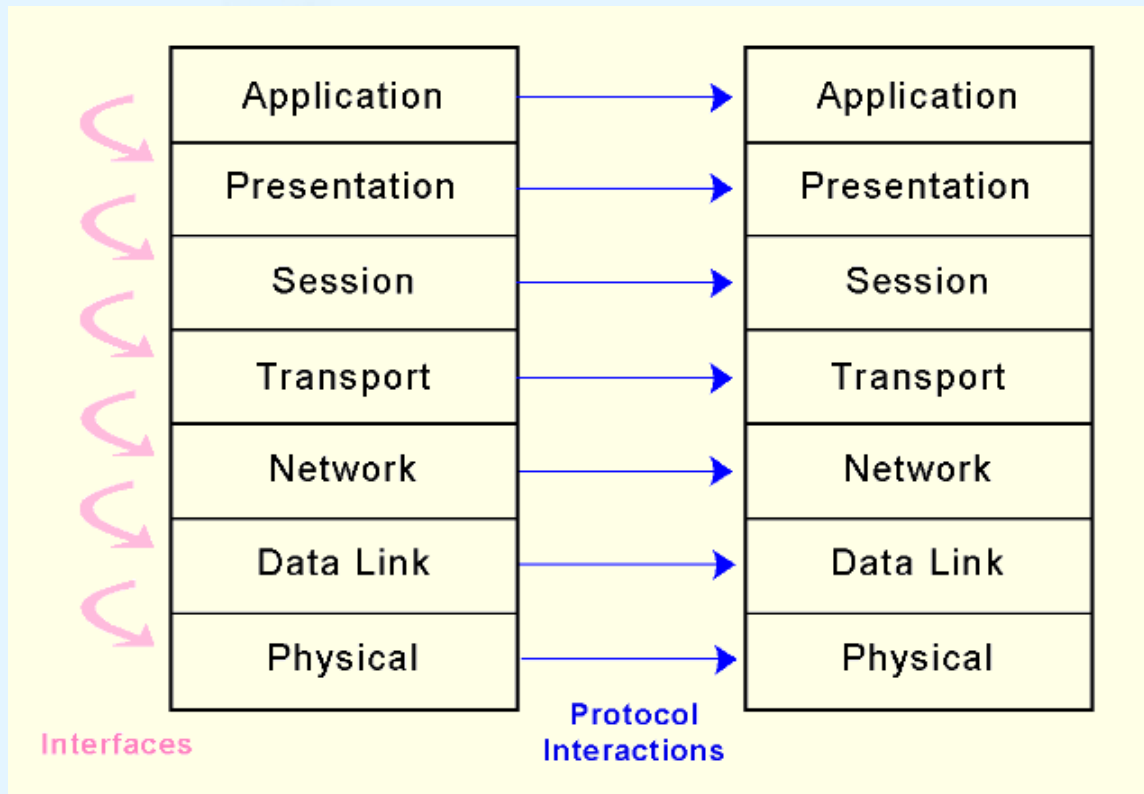 Application
Application
Presentation
Presentation
Session
Session
Transport
Transport
Network
Network
Data Link
Data Link
Physical
Physical
Interfaces
Protocol
Interactions